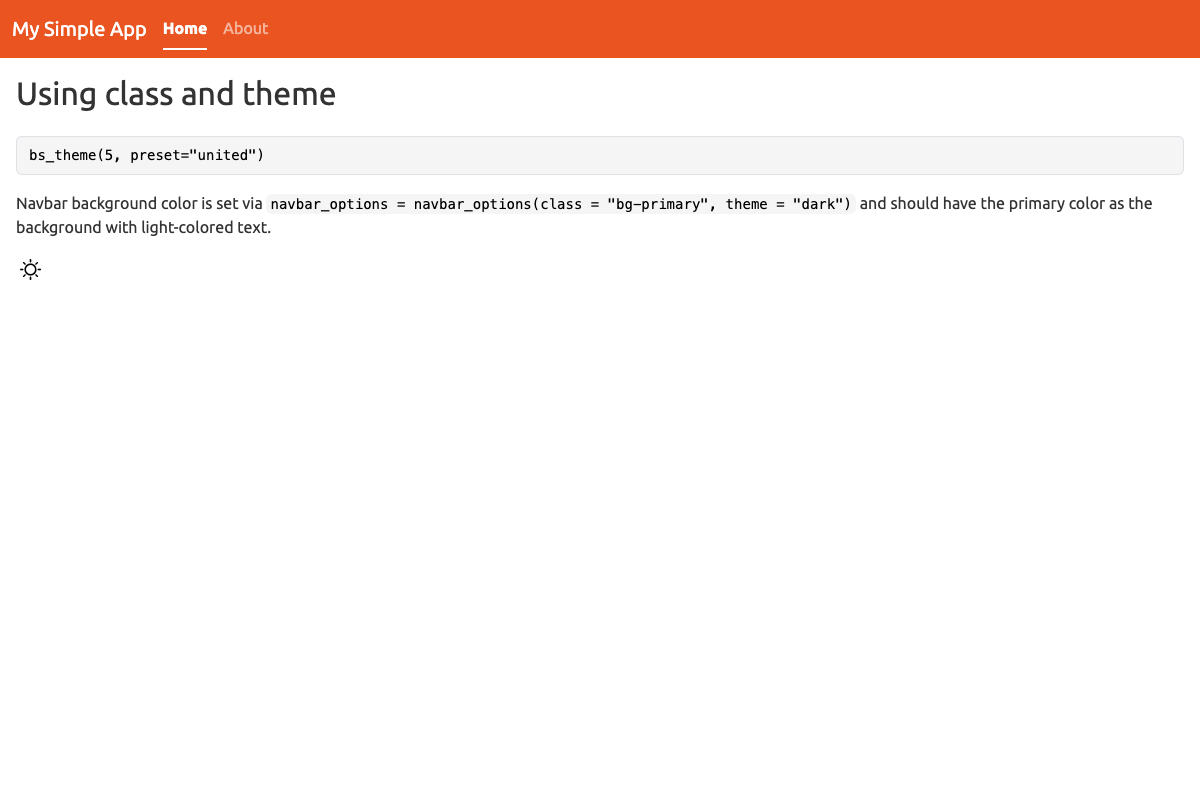 My Simple App Home About
Using class and theme
bs_theme(5, preset="united")
Navbar background color is set via navbar_options = navbar_options(class = "bg-primary", theme = "dark") and should have the primary color as the
background with light-colored text.